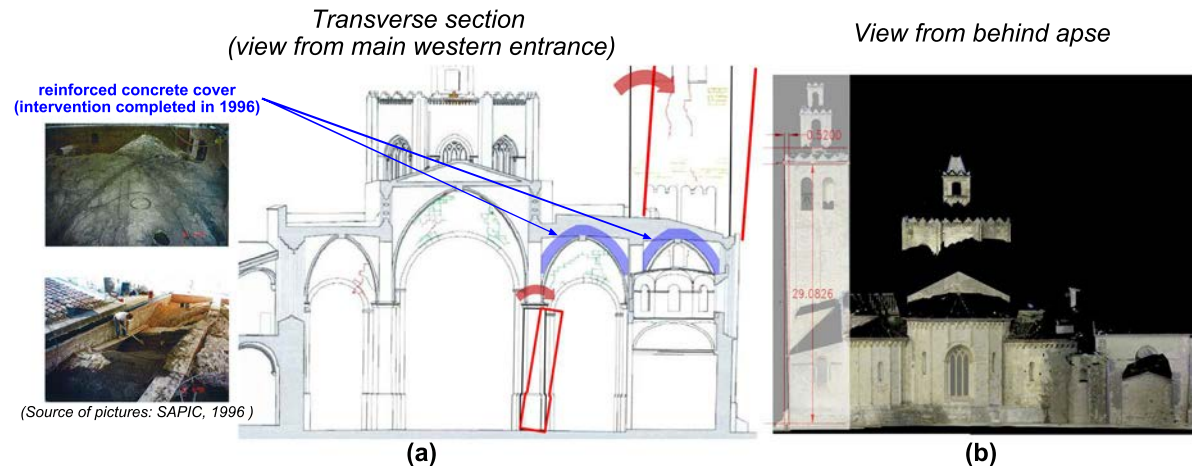 Transverse section
(view from main western entrance)
View from behind apse
reinforced concrete cover
(intervention completed in 1996)
0.5200
29.0826
(Source of pictures: SAPIC, 1996 )
(a)
(b)